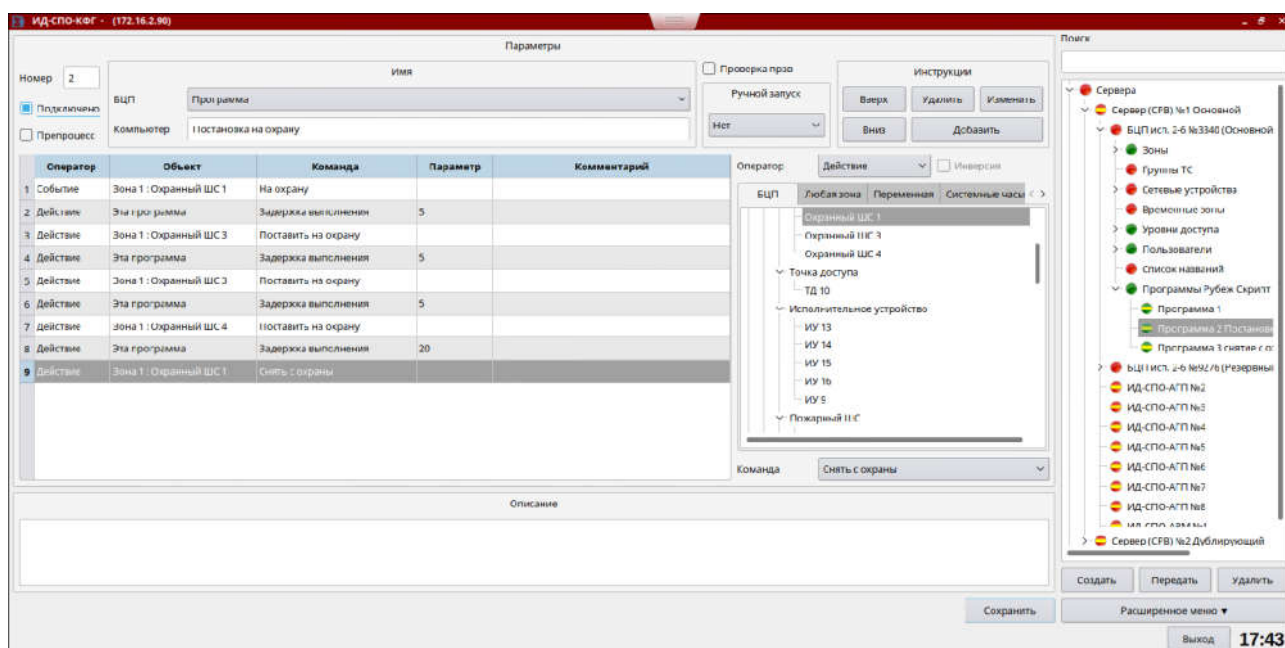 ИД-СПО-КФГ - (172.16.2.90)
Параметры
Номер 2
Подключено
Препроцесс
Имя
БЦП Программа
Компьютер Постановка на охрану
Проверка прав
Ручной запуск
Нет
Инструкции
Вверх Удалить Изменить
Вниз Добавить
Оператор Объект Команда Параметр Комментарий
1 Событие Зона 1 : Охранный ШС 1 На охрану
2 Действие Эта программа Задержка выполнения 5
3 Действие Зона 1 : Охранный ШС 3 Поставить на охрану
4 Действие Эта программа Задержка выполнения 5
5 Действие Зона 1 : Охранный ШС 3 Поставить на охрану
6 Действие Эта программа Задержка выполнения 5
7 Действие Зона 1 : Охранный ШС 4 Поставить на охрану
8 Действие Эта программа Задержка выполнения 20
9 Действие Зона 1 : Охранный ШС 1 Снять с охраны
Оператор Действие Инверсия
БЦП Любая зона Переменная Системные часы
Охранный ШС 1
Охранный ШС 3
Охранный ШС 4
Точка доступа
ТД 10
Исполнительное устройство
ИУ 13
ИУ 14
ИУ 15
ИУ 16
ИУ 9
Пожарный ШС
Команда Снять с охраны
Описание
Сохранить
Поиск
Сервера
Сервер (CFB) №1 Основной
БЦП исп. 2-6 №3340 (Основной
Зоны
Группы ТС
Сетевые устройства
Временные зоны
Уровни доступа
Пользователи
Список названий
Программы Рубеж Скрипт
Программа 1
Программа 2 Постановк
Программа 3 снятие с о
БЦП исп. 2-6 №9276 (Резервный
ИД-СПО-АГП №2
ИД-СПО-АГП №3
ИД-СПО-АГП №4
ИД-СПО-АГП №5
ИД-СПО-АГП №6
ИД-СПО-АГП №7
ИД-СПО-АГП №8
ИД-СПО-АРМ №1
Сервер (CFB) №2 Дублирующий
Создать Передать Удалить
Расширенное меню ▼
Выход 17:43